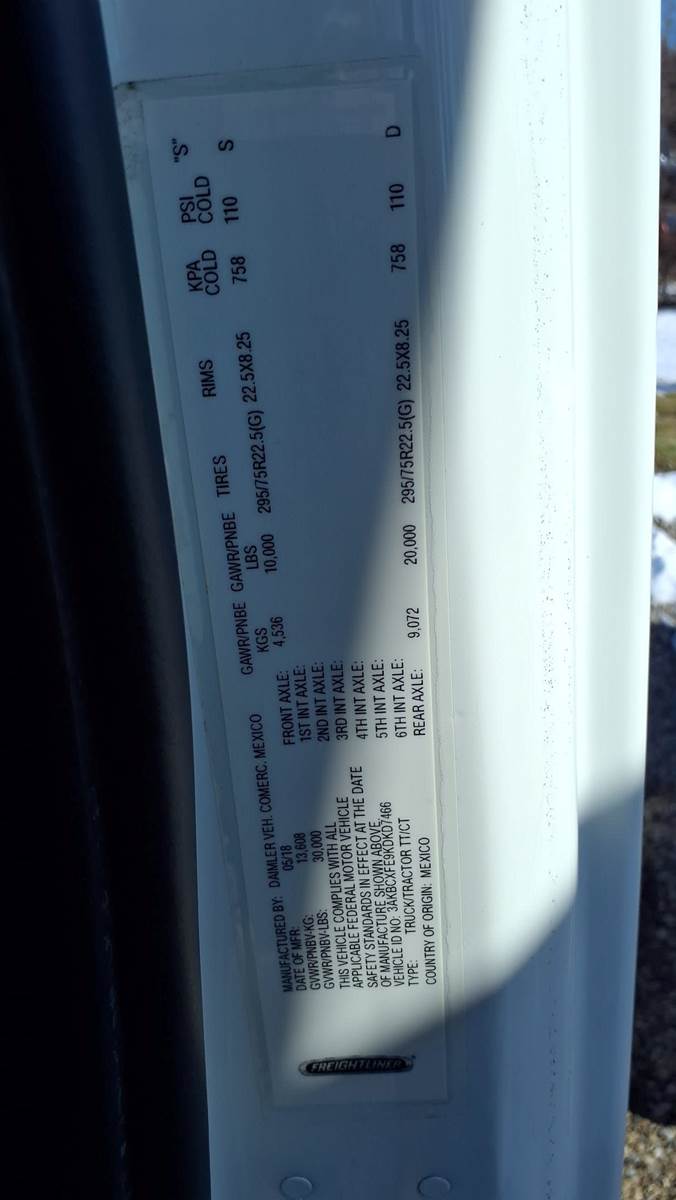 FREIGHTLINER
MANUFACTURED BY: DAIMLER VEH. COMERC. MEXICO
DATE OF MFR: 05/18
GVWR/PNBV-KG: 13,608
GVWR/PNBV-LBS: 30,000
THIS VEHICLE COMPLIES WITH ALL
APPLICABLE FEDERAL MOTOR VEHICLE
SAFETY STANDARDS IN EFFECT AT THE DATE
OF MANUFACTURE SHOWN ABOVE.
VEHICLE ID NO: 3AKBCXFE9KDKD7466
TYPE: TRUCK/TRACTOR TT/CT
COUNTRY OF ORIGIN: MEXICO
GAWR/PNBE KGS GAWR/PNBE LBS TIRES RIMS KPA COLD PSI COLD "S"
FRONT AXLE: 4,536 10,000 295/75R22.5(G) 22.5X8.25 758 110 S
1ST INT AXLE:
2ND INT AXLE:
3RD INT AXLE:
4TH INT AXLE:
5TH INT AXLE:
6TH INT AXLE:
REAR AXLE: 9,072 20,000 295/75R22.5(G) 22.5X8.25 758 110 D